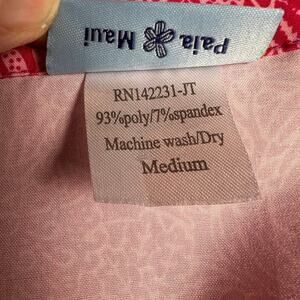 Paia Maui
RN142231-JT
93%poly/7%spandex
Machine wash/Dry
Medium